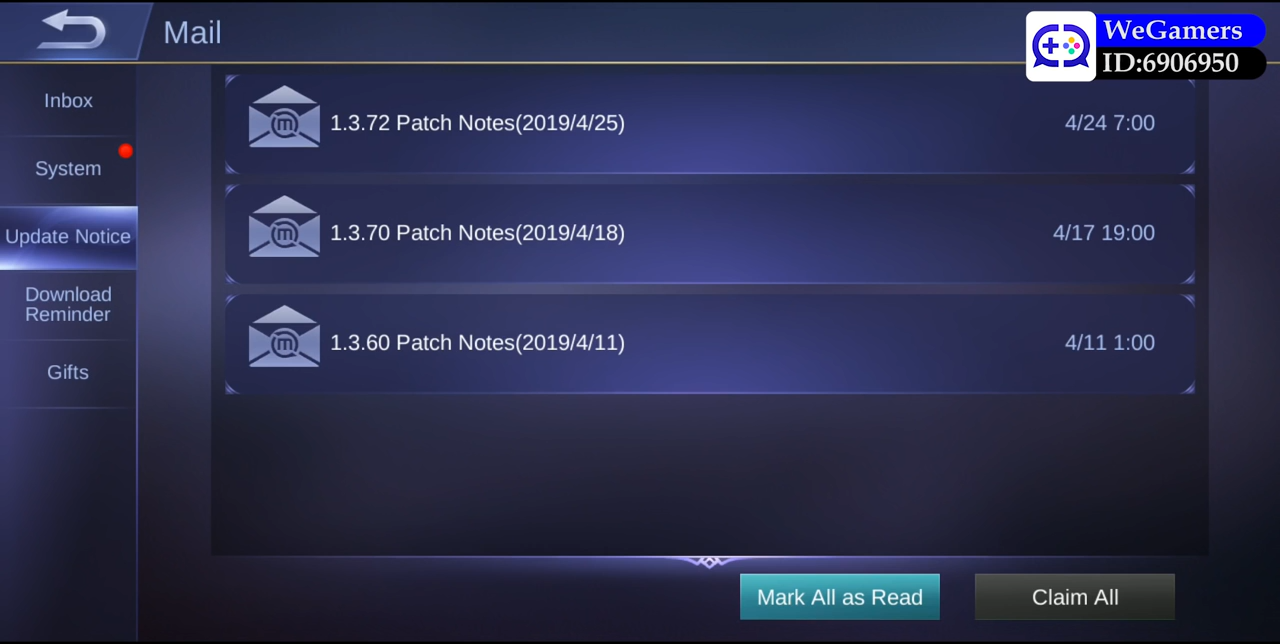 Mail
WeGamers
ID:6906950
Inbox
System
Update Notice
Download
Reminder
Gifts
1.3.72 Patch Notes(2019/4/25)
4/24 7:00
1.3.70 Patch Notes(2019/4/18)
4/17 19:00
1.3.60 Patch Notes(2019/4/11)
4/11 1:00
Mark All as Read
Claim All